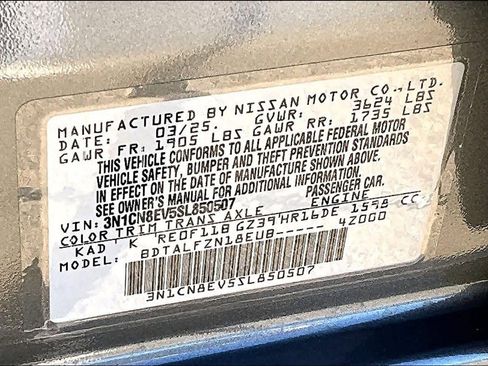 MANUFACTURED BY NISSAN MOTOR CO.,LTD.
DATE: 03/25. GVWR: 3624 LBS
GAWR FR: 1905 LBS GAWR RR: 1735 LBS
THIS VEHICLE CONFORMS TO ALL APPLICABLE FEDERAL MOTOR
VEHICLE SAFETY, BUMPER AND THEFT PREVENTION STANDARDS
IN EFFECT ON THE DATE OF MANUFACTURE SHOWN ABOVE.
SEE OWNER'S MANUAL FOR ADDITIONAL INFORMATION.
VIN: 3N1CN8EV5SL850507 PASSENGER CAR
COLOR TRIM TRANS AXLE ENGINE
KAD K RE0F11B GZ39 HR16DE 1598 CC
MODEL: BDTALFZN18EUB----- 4Z000
3N1CN8EV5SL850507